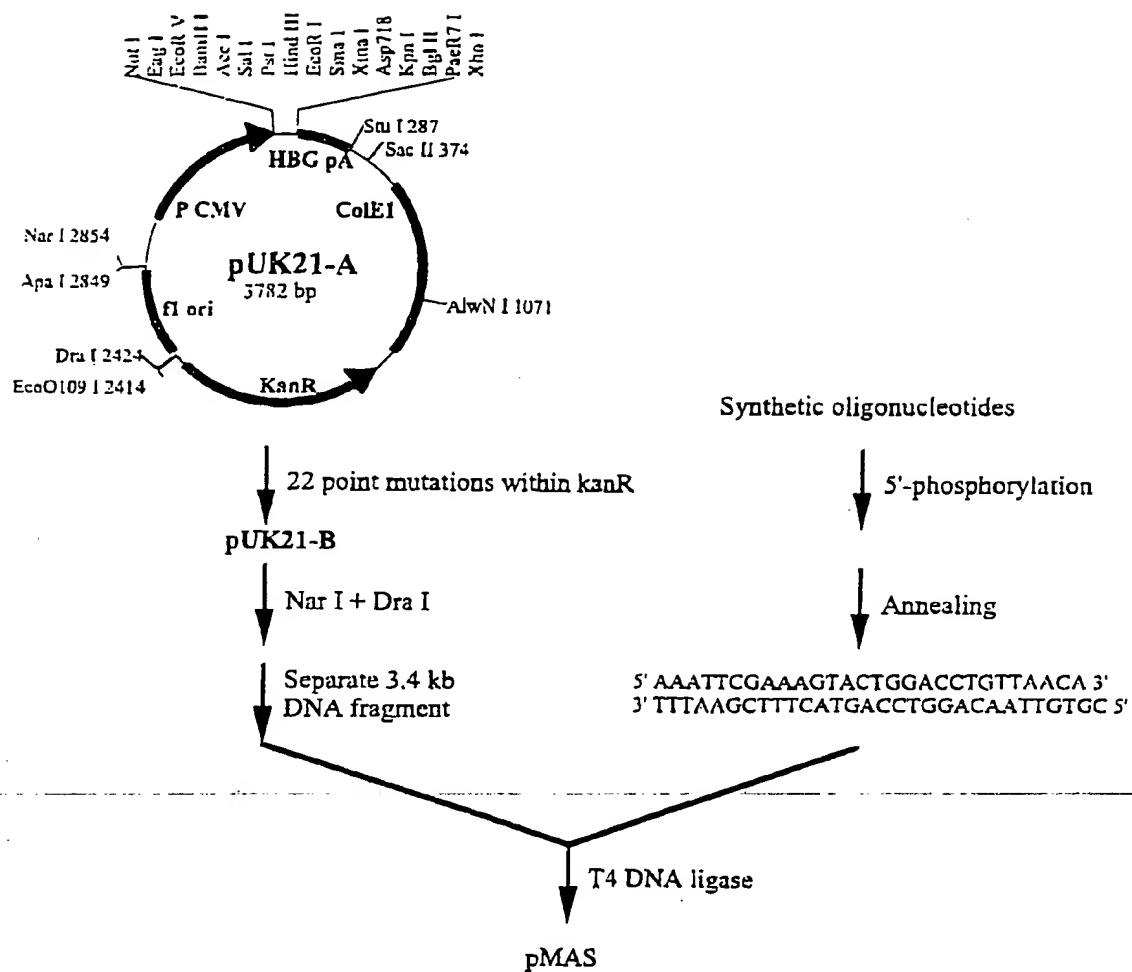 Not I
Eag I
EcoR V
BamH I
Acc I
Sal I
Pst I
Hind III
EcoR I
Sma I
Xma I
Asp718
Kpn I
Bgl II
PaeR7 I
Xho I
Stu I 287
Sac II 374
HBG pA
P CMV
ColE1
Nar I 2854
pUK21-A
3782 bp
Apa I 2849
f1 ori
AlwN I 1071
Dra I 2424
EcoO109 I 2414
KanR
Synthetic oligonucleotides
22 point mutations within kanR
5'-phosphorylation
pUK21-B
Nar I + Dra I
Annealing
Separate 3.4 kb
DNA fragment
5' AAATTCGAAAGTACTGGACCTGTTAACA 3'
3' TTTAAGCTTTCATGACCTGGACAATTGTGC 5'
T4 DNA ligase
pMAS